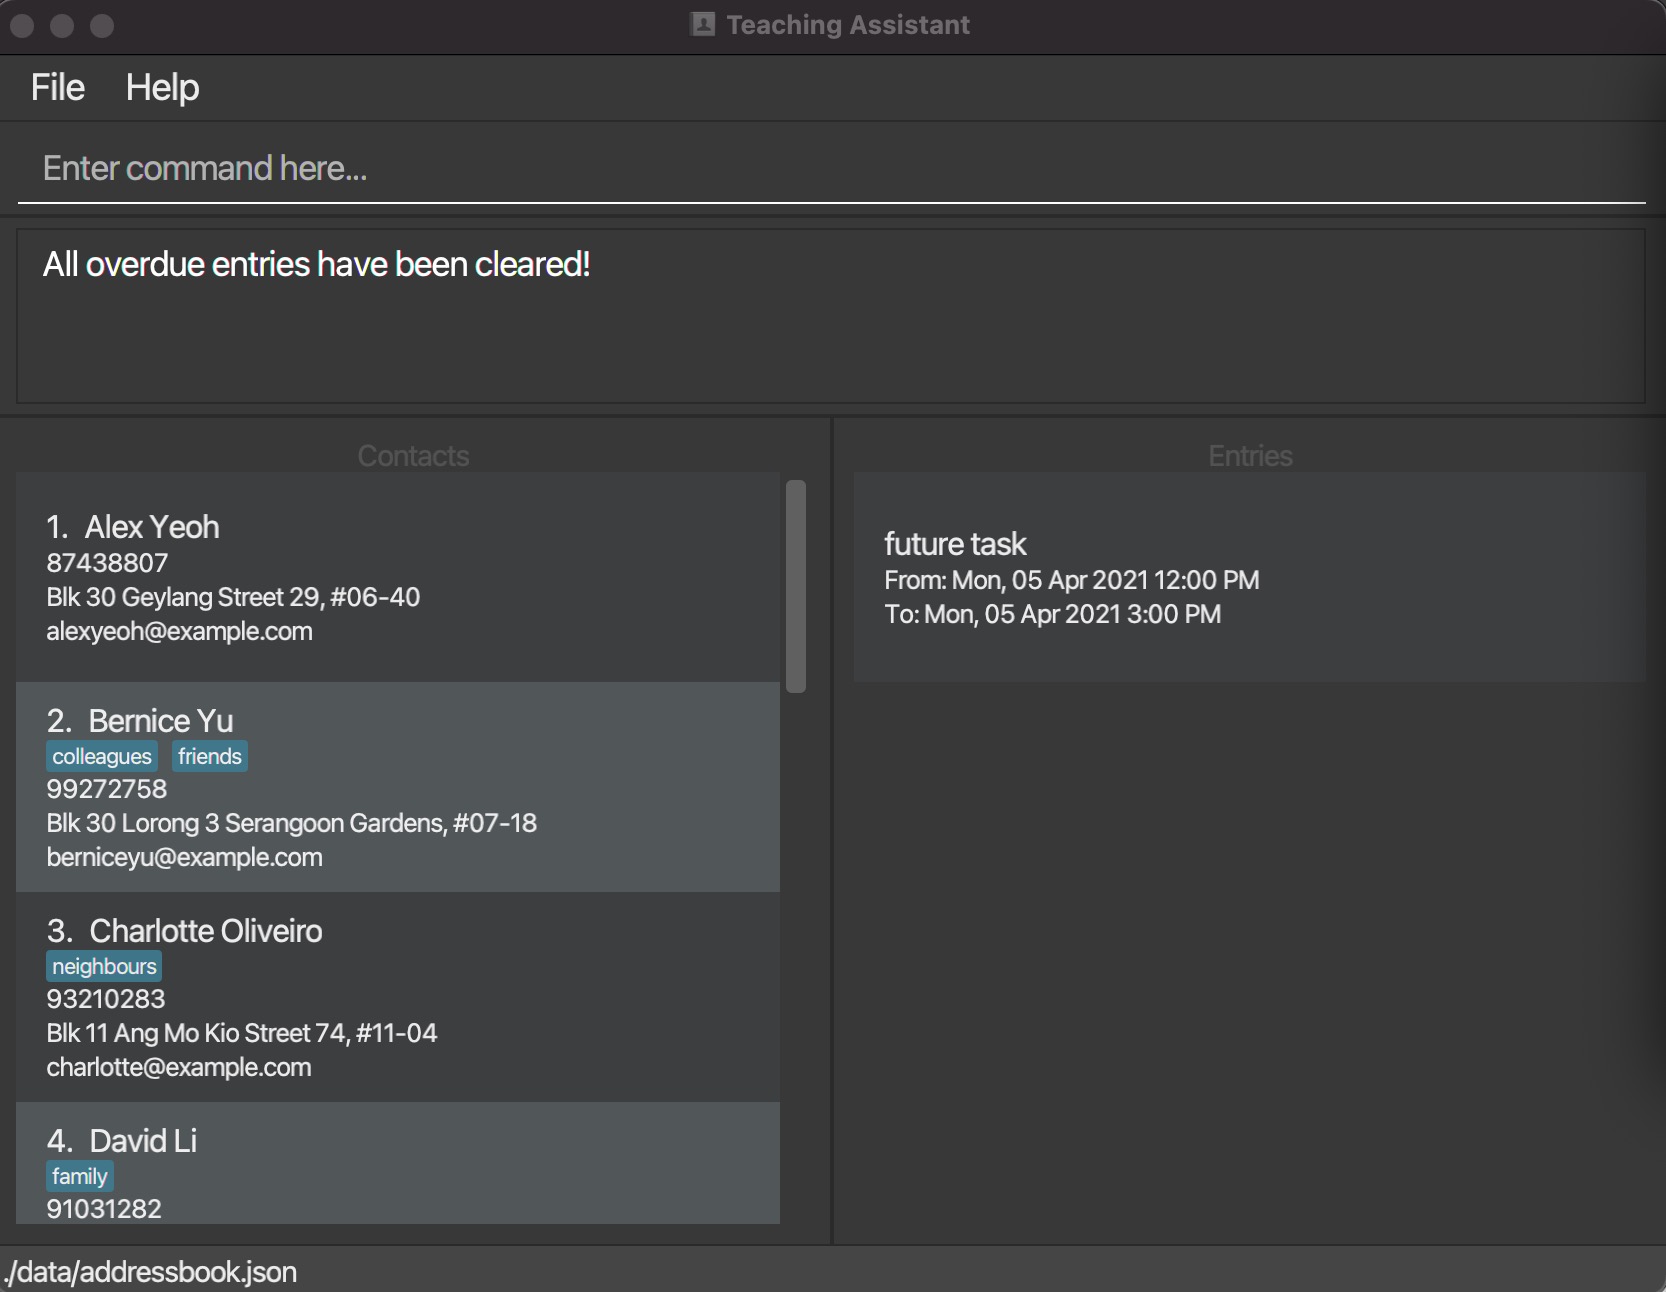 Teaching Assistant
File Help
Enter command here...
All overdue entries have been cleared!
Contacts
1. Alex Yeoh
87438807
Blk 30 Geylang Street 29, #06-40
alexyeoh@example.com
2. Bernice Yu
colleagues friends
99272758
Blk 30 Lorong 3 Serangoon Gardens, #07-18
berniceyu@example.com
3. Charlotte Oliveiro
neighbours
93210283
Blk 11 Ang Mo Kio Street 74, #11-04
charlotte@example.com
4. David Li
family
91031282
Entries
future task
From: Mon, 05 Apr 2021 12:00 PM
To: Mon, 05 Apr 2021 3:00 PM
./data/addressbook.json